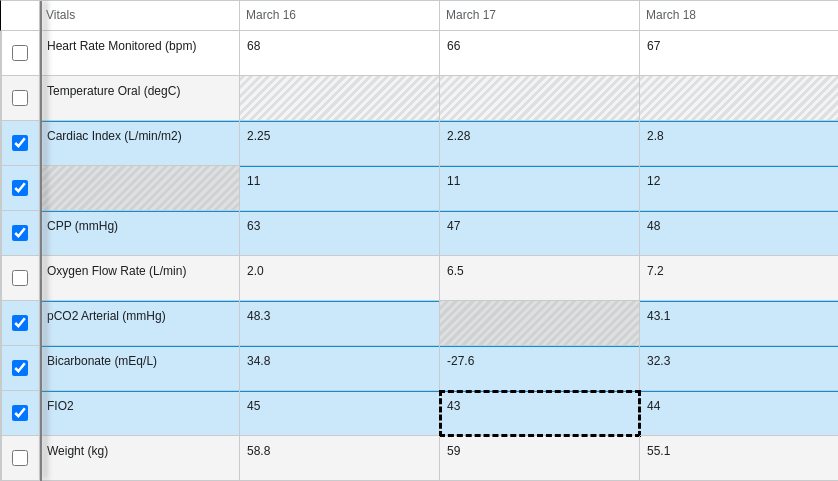 Vitals March 16 March 17 March 18
Heart Rate Monitored (bpm) 68 66 67
Temperature Oral (degC)
Cardiac Index (L/min/m2) 2.25 2.28 2.8
11 11 12
CPP (mmHg) 63 47 48
Oxygen Flow Rate (L/min) 2.0 6.5 7.2
pCO2 Arterial (mmHg) 48.3 43.1
Bicarbonate (mEq/L) 34.8 -27.6 32.3
FIO2 45 43 44
Weight (kg) 58.8 59 55.1